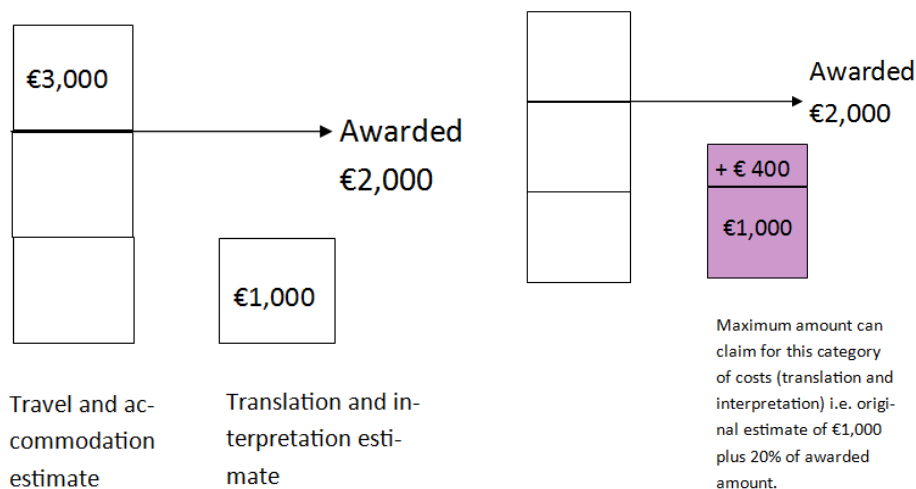 €3,000
Awarded
€2,000
€1,000
Travel and ac-
commodation
estimate
Translation and in-
terpretation esti-
mate
Awarded
€2,000
+ € 400
€1,000
Maximum amount can
claim for this category
of costs (translation and
interpretation) i.e. origi-
nal estimate of €1,000
plus 20% of awarded
amount.